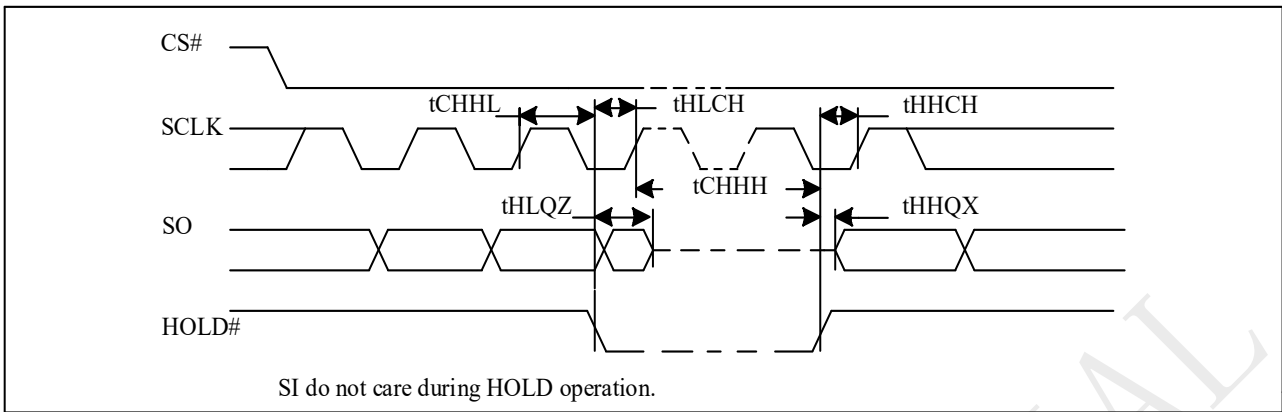 CS#
tCHHL
tHLCH
tHHCH
SCLK
tCHHH
tHLQZ
tHHQX
SO
HOLD#
SI do not care during HOLD operation.